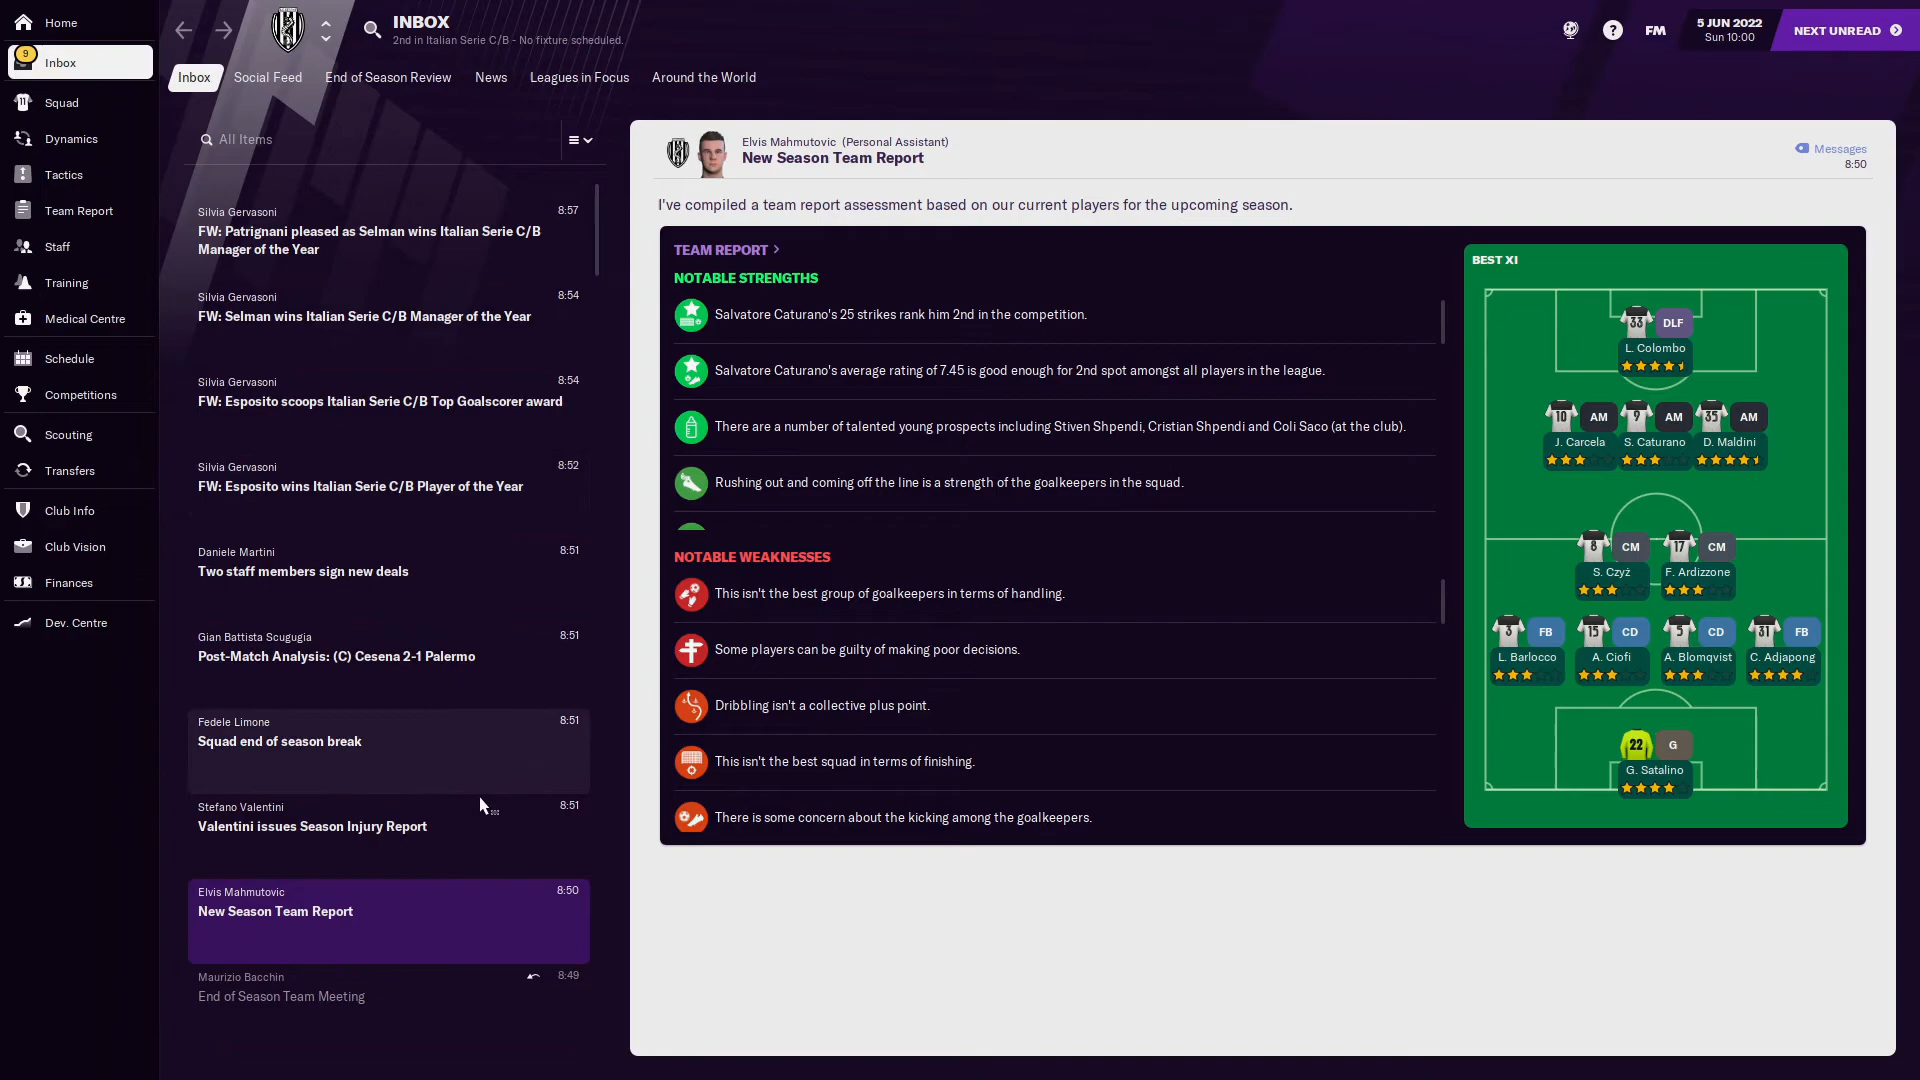 Home
9
Inbox
Squad
Dynamics
Tactics
Team Report
Staff
Training
Medical Centre
Schedule
Competitions
Scouting
Transfers
Club Info
Club Vision
Finances
Dev. Centre
INBOX
2nd in Italian Serie C/B - No fixture scheduled.
?
FM
5 JUN 2022
Sun 10:00
NEXT UNREAD
Inbox
Social Feed
End of Season Review
News
Leagues in Focus
Around the World
All Items
Silvia Gervasoni 8:57
FW: Patrignani pleased as Selman wins Italian Serie C/B
Manager of the Year
Silvia Gervasoni 8:54
FW: Selman wins Italian Serie C/B Manager of the Year
Silvia Gervasoni 8:54
FW: Esposito scoops Italian Serie C/B Top Goalscorer award
Silvia Gervasoni 8:52
FW: Esposito wins Italian Serie C/B Player of the Year
Daniele Martini 8:51
Two staff members sign new deals
Gian Battista Scugugia 8:51
Post-Match Analysis: (C) Cesena 2-1 Palermo
Fedele Limone 8:51
Squad end of season break
Stefano Valentini 8:51
Valentini issues Season Injury Report
Elvis Mahmutovic 8:50
New Season Team Report
Maurizio Bacchin 8:49
End of Season Team Meeting
Elvis Mahmutovic (Personal Assistant)
New Season Team Report
Messages
8:50
I've compiled a team report assessment based on our current players for the upcoming season.
TEAM REPORT >
NOTABLE STRENGTHS
Salvatore Caturano's 25 strikes rank him 2nd in the competition.
Salvatore Caturano's average rating of 7.45 is good enough for 2nd spot amongst all players in the league.
There are a number of talented young prospects including Stiven Shpendi, Cristian Shpendi and Coli Saco (at the club).
Rushing out and coming off the line is a strength of the goalkeepers in the squad.
NOTABLE WEAKNESSES
This isn't the best group of goalkeepers in terms of handling.
Some players can be guilty of making poor decisions.
Dribbling isn't a collective plus point.
This isn't the best squad in terms of finishing.
There is some concern about the kicking among the goalkeepers.
BEST XI
33 DLF
L. Colombo
10 AM 9 AM 35 AM
J. Carcela S. Caturano D. Maldini
8 CM 17 CM
S. Czyż F. Ardizzone
3 FB 15 CD 5 CD 31 FB
L. Barlocco A. Ciofi A. Blomqvist C. Adjapong
22 G
G. Satalino